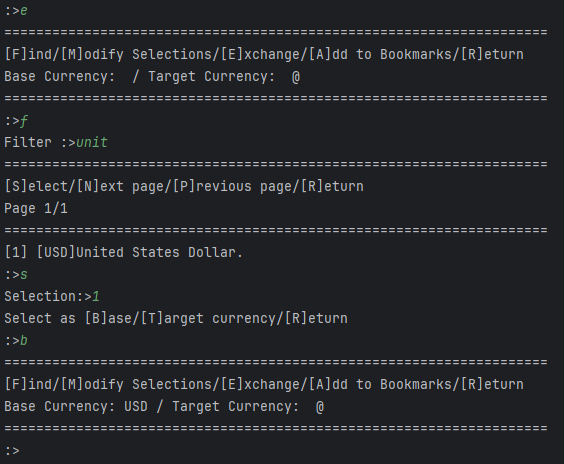 :>e
====================================================================
[F]ind/[M]odify Selections/[E]xchange/[A]dd to Bookmarks/[R]eturn
Base Currency:  / Target Currency:  @
====================================================================
:>f
Filter :>unit
====================================================================
[S]elect/[N]ext page/[P]revious page/[R]eturn
Page 1/1
====================================================================
[1] [USD]United States Dollar.
:>s
Selection:>1
Select as [B]ase/[T]arget currency/[R]eturn
:>b
====================================================================
[F]ind/[M]odify Selections/[E]xchange/[A]dd to Bookmarks/[R]eturn
Base Currency: USD / Target Currency:  @
====================================================================
:>